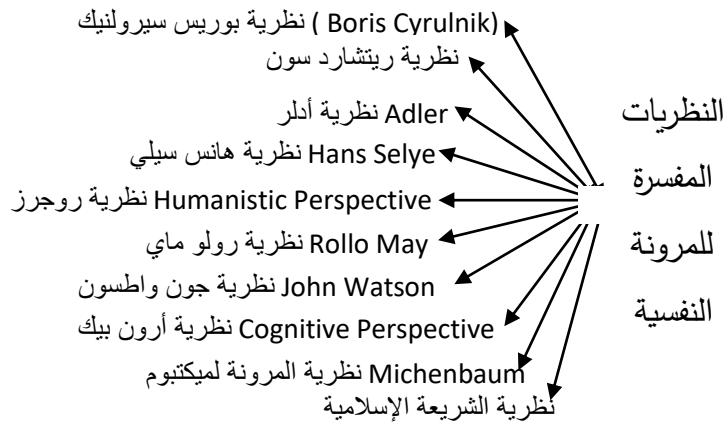 النظريات
المفسرة
للمرونة
النفسية
نظرية بوريس سيرولنيك ( Boris Cyrulnik)
نظرية ريتشارد سون
نظرية أدلر Adler
نظرية هانس سيلي Hans Selye
نظرية روجرز Humanistic Perspective
نظرية رولو ماي Rollo May
نظرية جون واطسون John Watson
نظرية أرون بيك Cognitive Perspective
نظرية المرونة لميكتبوم Michenbaum
نظرية الشريعة الإسلامية